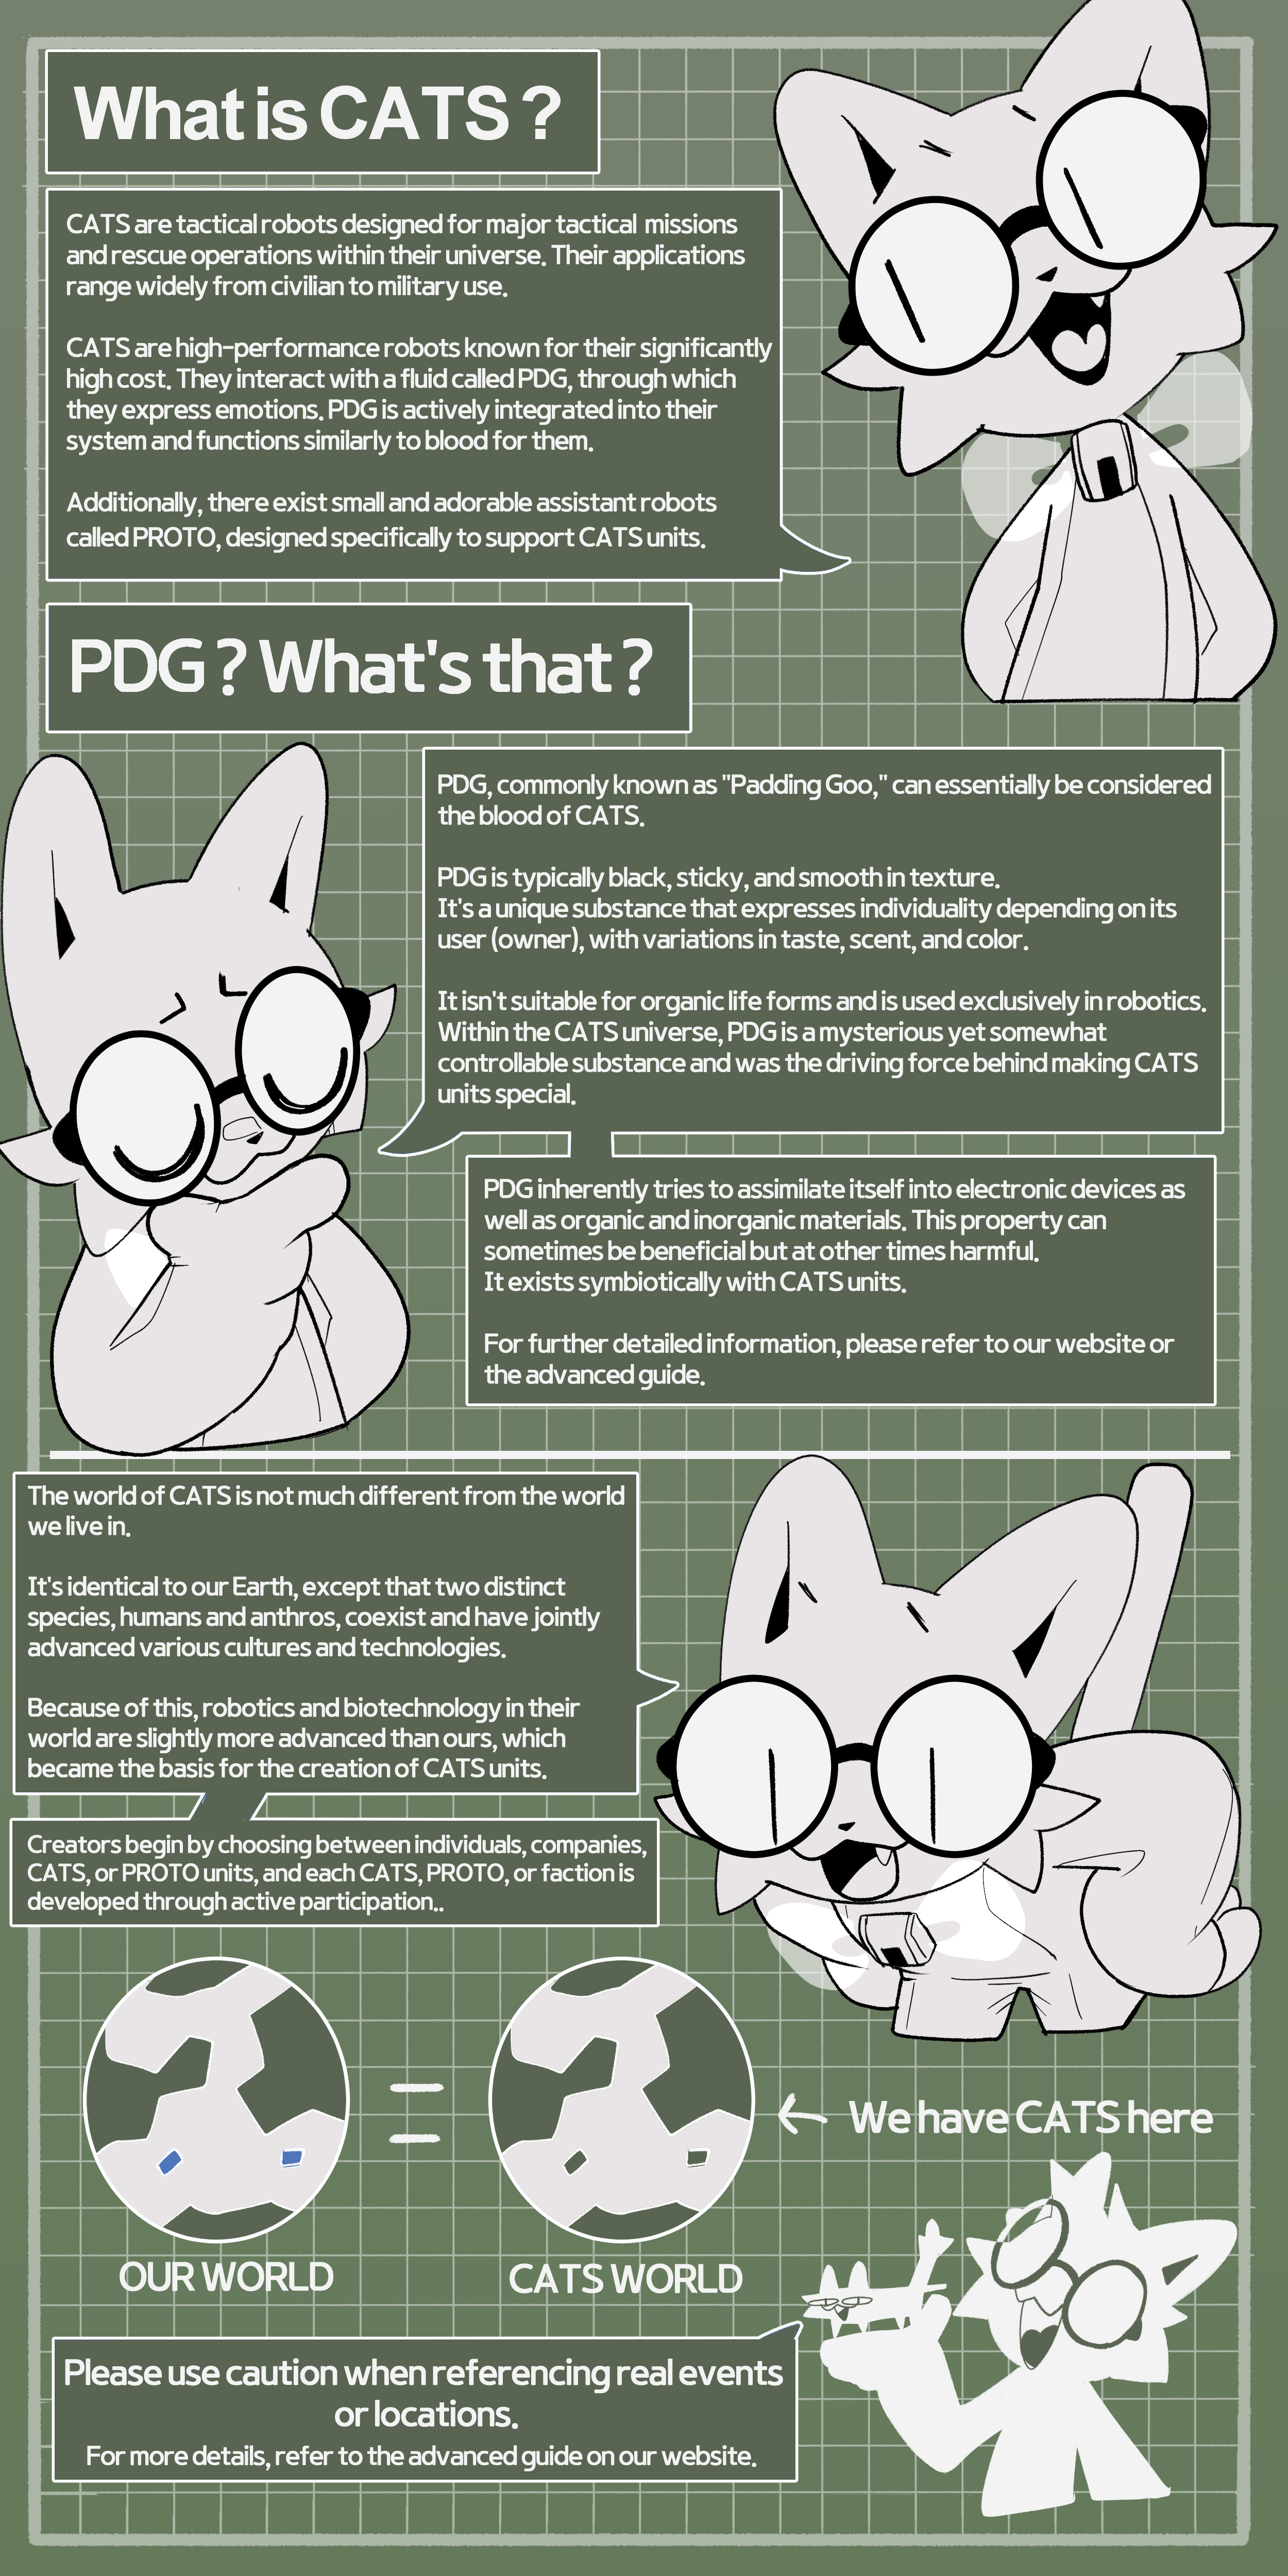 What is CATS?
CATS are tactical robots designed for major tactical missions
and rescue operations within their universe. Their applications
range widely from civilian to military use.
CATS are high-performance robots known for their significantly
high cost. They interact with a fluid called PDG, through which
they express emotions. PDG is actively integrated into their
system and functions similarly to blood for them.
Additionally, there exist small and adorable assistant robots
called PROTO, designed specifically to support CATS units.
PDG? What's that?
PDG, commonly known as "Padding Goo," can essentially be considered
the blood of CATS.
PDG is typically black, sticky, and smooth in texture.
It's a unique substance that expresses individuality depending on its
user (owner), with variations in taste, scent, and color.
It isn't suitable for organic life forms and is used exclusively in robotics.
Within the CATS universe, PDG is a mysterious yet somewhat
controllable substance and was the driving force behind making CATS
units special.
PDG inherently tries to assimilate itself into electronic devices as
well as organic and inorganic materials. This property can
sometimes be beneficial but at other times harmful.
It exists symbiotically with CATS units.
For further detailed information, please refer to our website or
the advanced guide.
The world of CATS is not much different from the world
we live in.
It's identical to our Earth, except that two distinct
species, humans and anthros, coexist and have jointly
advanced various cultures and technologies.
Because of this, robotics and biotechnology in their
world are slightly more advanced than ours, which
became the basis for the creation of CATS units.
Creators begin by choosing between individuals, companies,
CATS, or PROTO units, and each CATS, PROTO, or faction is
developed through active participation..
=
← We have CATS here
OUR WORLD
CATS WORLD
Please use caution when referencing real events
or locations.
For more details, refer to the advanced guide on our website.